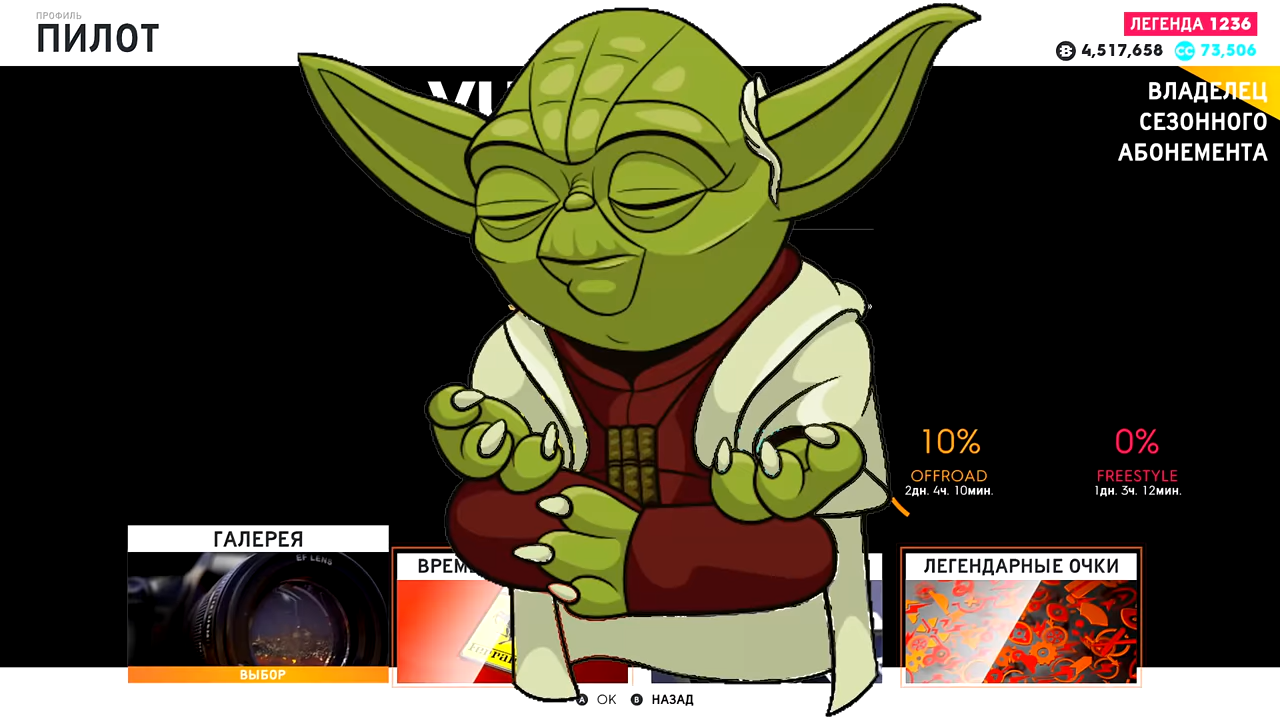 ПРОФИЛЬ
ПИЛОТ
ЛЕГЕНДА 1236
4,517,658 CC 73,506
ВЛАДЕЛЕЦ
СЕЗОННОГО
АБОНЕМЕНТА
10% 0%
OFFROAD FREESTYLE
2дн. 4ч. 10мин. 1дн. 3ч. 12мин.
ГАЛЕРЕЯ
EF LENS
ЛЕГЕНДАРНЫЕ ОЧКИ
ВЫБОР
A OK B НАЗАД